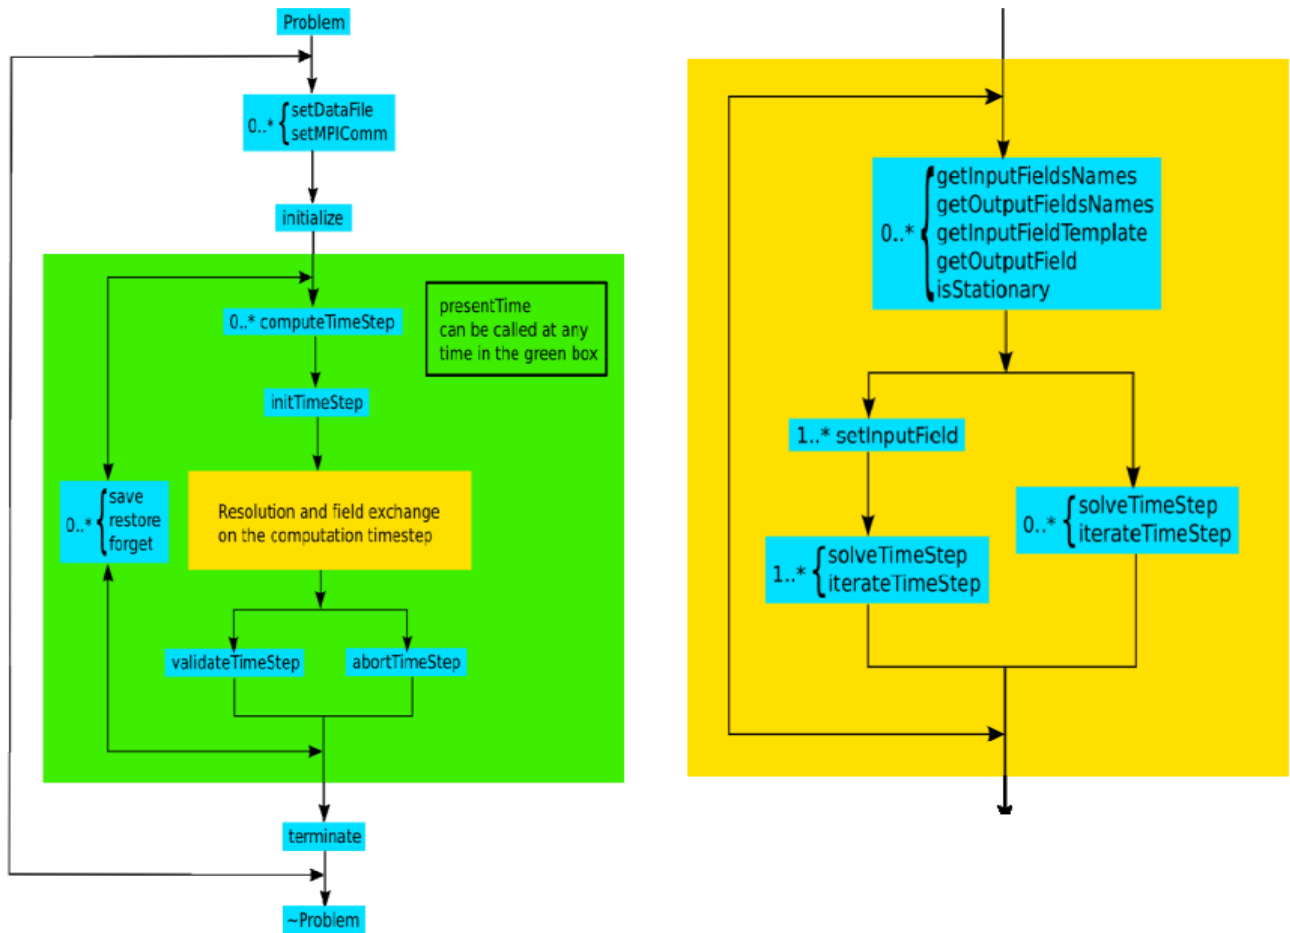 Problem
0..* { setDataFile
setMPIComm
initialize
0..* computeTimeStep
presentTime
can be called at any
time in the green box
initTimeStep
0..* { save
restore
forget
Resolution and field exchange
on the computation timestep
validateTimeStep
abortTimeStep
terminate
~Problem
getInputFieldsNames
getOutputFieldsNames
0..* { getInputFieldTemplate
getOutputField
isStationary
1..* setInputField
0..* { solveTimeStep
iterateTimeStep
1..* { solveTimeStep
iterateTimeStep